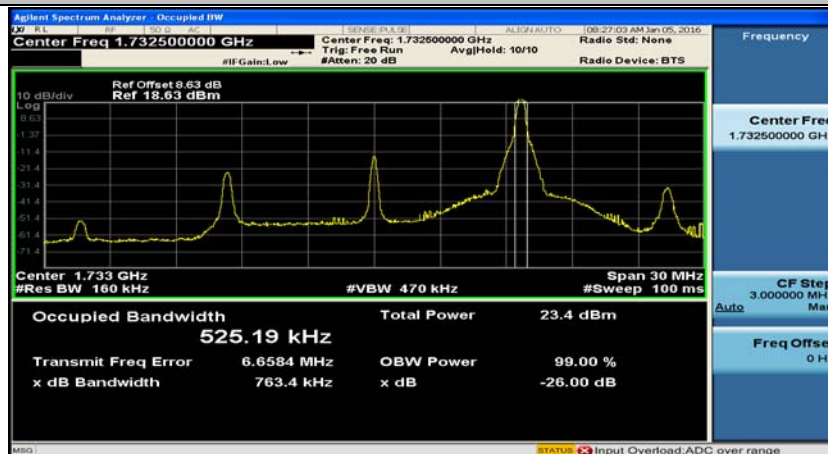 Agilent Spectrum Analyzer - Occupied BW
RL RF 50 Ω AC SENSE:PULSE ALIGN AUTO 08:27:03 AM Jan 05, 2016
Center Freq 1.732500000 GHz
Center Freq: 1.732500000 GHz
Radio Std: None
Trig: Free Run Avg|Hold: 10/10
#IFGain:Low
#Atten: 20 dB
Radio Device: BTS
Ref Offset 8.63 dB
10 dB/div Ref 18.63 dBm
Log
8.63
-1.37
-11.4
-21.4
-31.4
-41.4
-51.4
-61.4
-71.4
Center 1.733 GHz Span 30 MHz
#Res BW 160 kHz #VBW 470 kHz #Sweep 100 ms
Occupied Bandwidth Total Power 23.4 dBm
525.19 kHz
Transmit Freq Error 6.6584 MHz OBW Power 99.00 %
x dB Bandwidth 763.4 kHz x dB -26.00 dB
MSG STATUS Input Overload;ADC over range
Frequency
Center Fre
1.732500000 GH
CF Step
3.000000 MH
Auto Ma
Freq Offse
0 H